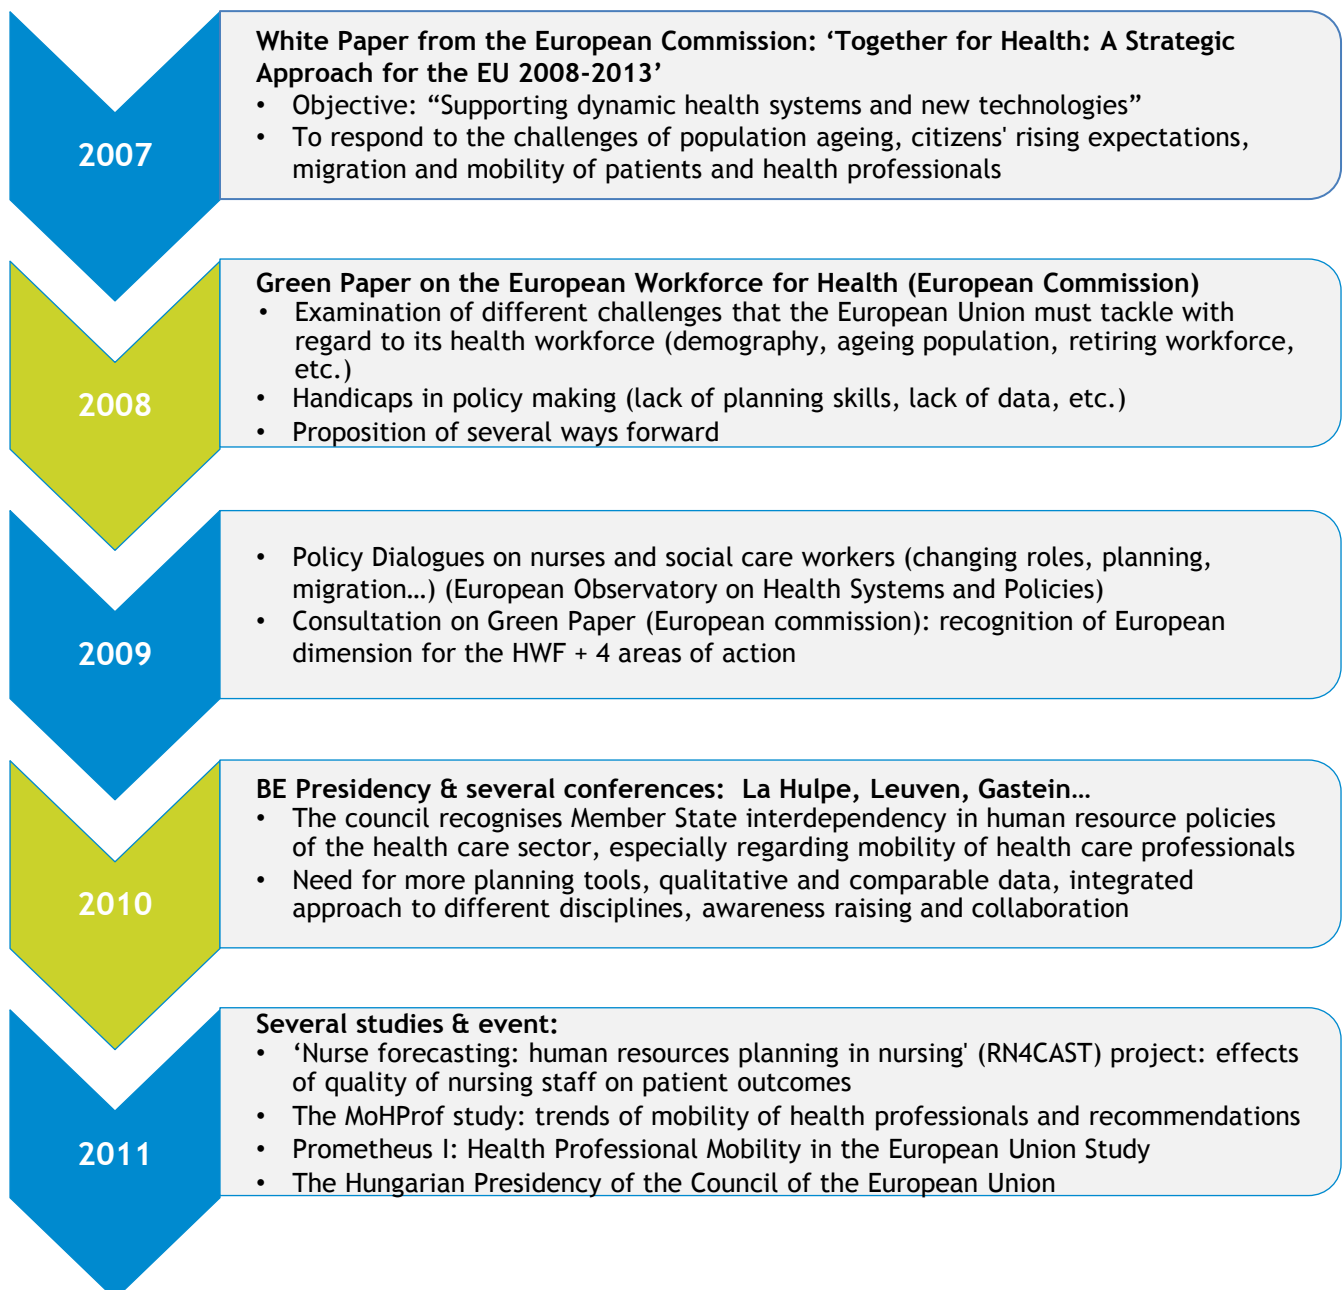 White Paper from the European Commission: ‘Together for Health: A Strategic
Approach for the EU 2008-2013’
• Objective: “Supporting dynamic health systems and new technologies”
2007
• To respond to the challenges of population ageing, citizens' rising expectations,
migration and mobility of patients and health professionals
Green Paper on the European Workforce for Health (European Commission)
• Examination of different challenges that the European Union must tackle with
regard to its health workforce (demography, ageing population, retiring workforce,
etc.)
2008
• Handicaps in policy making (lack of planning skills, lack of data, etc.)
• Proposition of several ways forward
• Policy Dialogues on nurses and social care workers (changing roles, planning,
migration…) (European Observatory on Health Systems and Policies)
• Consultation on Green Paper (European commission): recognition of European
2009
dimension for the HWF + 4 areas of action
BE Presidency & several conferences: La Hulpe, Leuven, Gastein…
• The council recognises Member State interdependency in human resource policies
of the health care sector, especially regarding mobility of health care professionals
2010
• Need for more planning tools, qualitative and comparable data, integrated
approach to different disciplines, awareness raising and collaboration
Several studies & event:
• ‘Nurse forecasting: human resources planning in nursing' (RN4CAST) project: effects
of quality of nursing staff on patient outcomes
• The MoHProf study: trends of mobility of health professionals and recommendations
2011
• Prometheus I: Health Professional Mobility in the European Union Study
• The Hungarian Presidency of the Council of the European Union